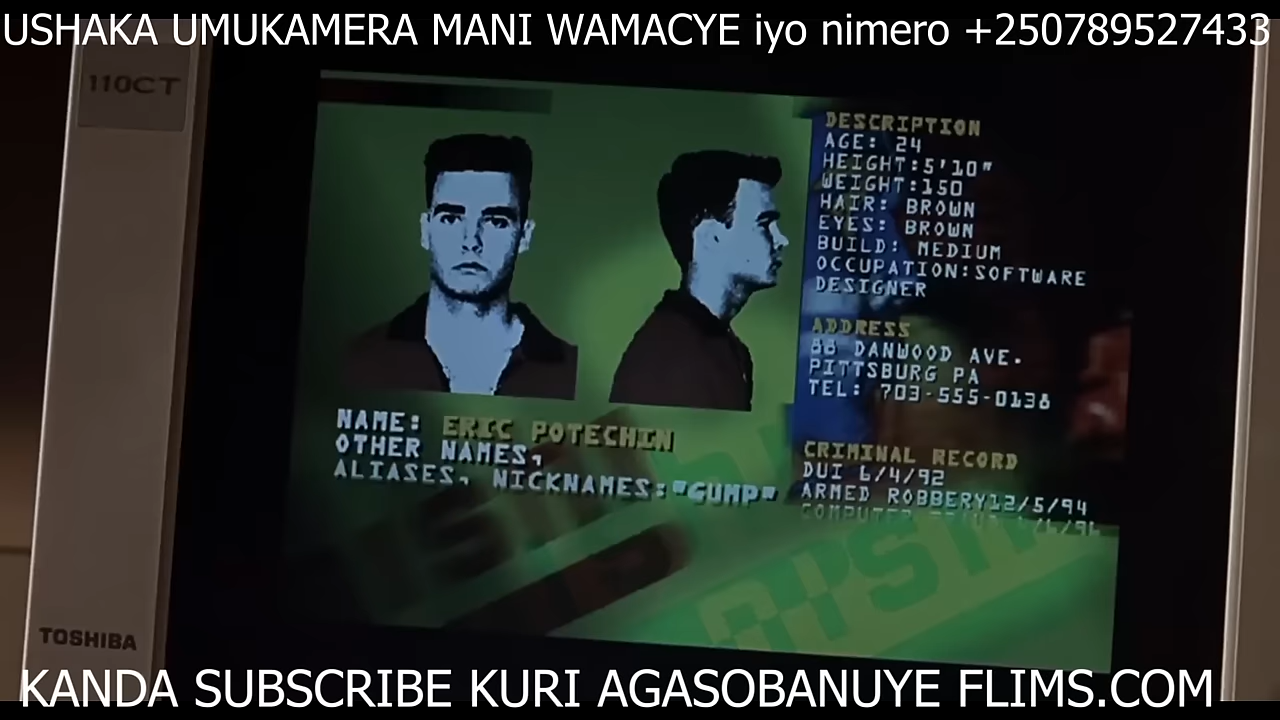 USHAKA UMUKAMERA MANI WAMACYE iyo nimero +250789527433
110CT
DESCRIPTION
AGE: 24
HEIGHT:5'10"
WEIGHT:150
HAIR: BROWN
EYES: BROWN
BUILD: MEDIUM
OCCUPATION:SOFTWARE
DESIGNER
ADDRESS
88 DANWOOD AVE.
PITTSBURG PA
TEL: 703-555-0138
NAME: ERIC POTECHIN
OTHER NAMES,
ALIASES, NICKNAMES:"GUMP"
CRIMINAL RECORD
DUI 6/4/92
ARMED ROBBERY12/5/94
COMPUTER
TOSHIBA
KANDA SUBSCRIBE KURI AGASOBANUYE FLIMS.COM